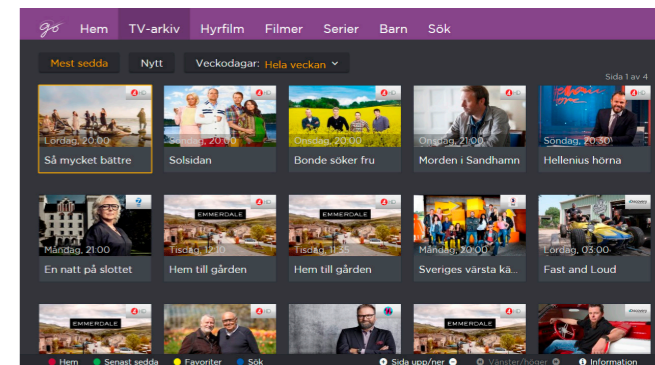 go Hem TV-arkiv Hyrfilm Filmer Serier Barn Sök
Mest sedda Nytt Veckodagar: Hela veckan
Sida 1 av 4
Lördag, 20:00 Söndag, 20:00 Onsdag, 20:00 Onsdag, 21:00 Söndag, 20:30
Så mycket bättre Solsidan Bonde söker fru Morden i Sandhamn Hellenius hörna
EMMERDALE EMMERDALE
Måndag, 21:00 Tisdag, 12:10 Tisdag, 11:35 Måndag, 20:00 Lördag, 03:00
En natt på slottet Hem till gården Hem till gården Sveriges värsta kä... Fast and Loud
EMMERDALE EMMERDALE
Hem Senast sedda Favoriter Sök Sida upp/ner Vänster/höger Information